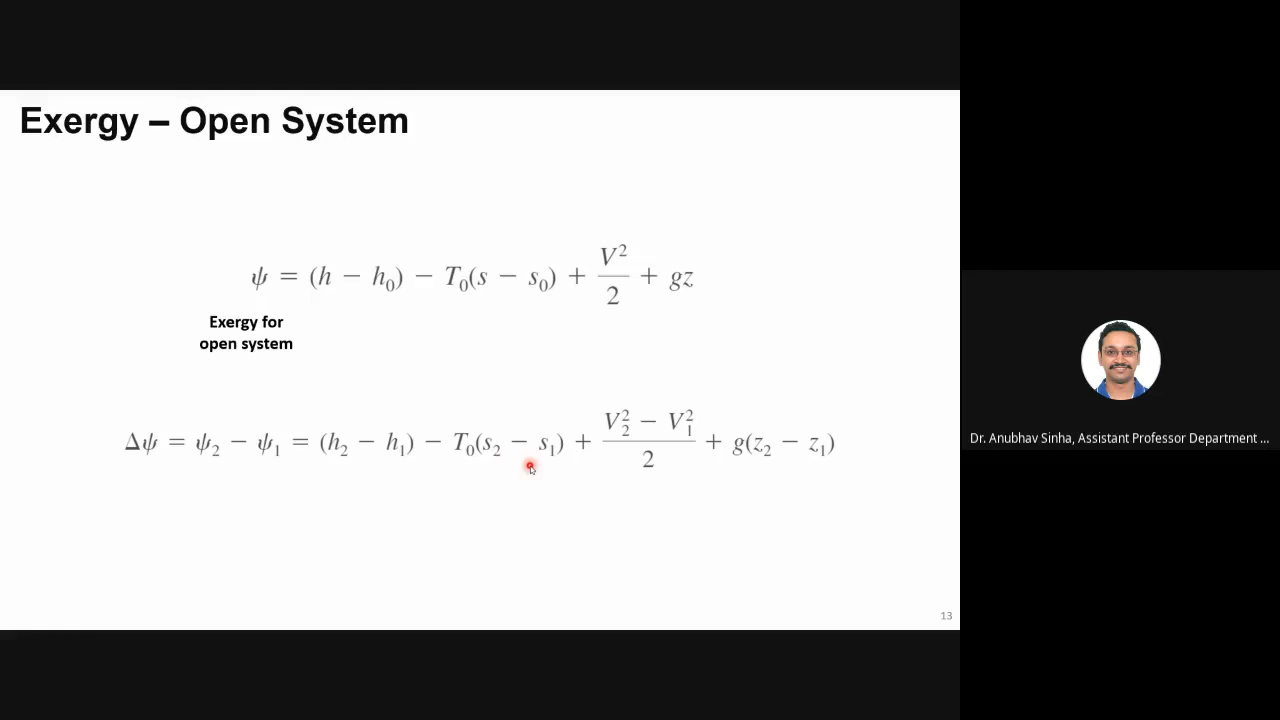 Exergy – Open System
ψ = (h − h₀) − T₀(s − s₀) + V²/2 + gz
Exergy for
open system
Δψ = ψ₂ − ψ₁ = (h₂ − h₁) − T₀(s₂ − s₁) + (V₂² − V₁²)/2 + g(z₂ − z₁)
13
Dr. Anubhav Sinha, Assistant Professor Department ...